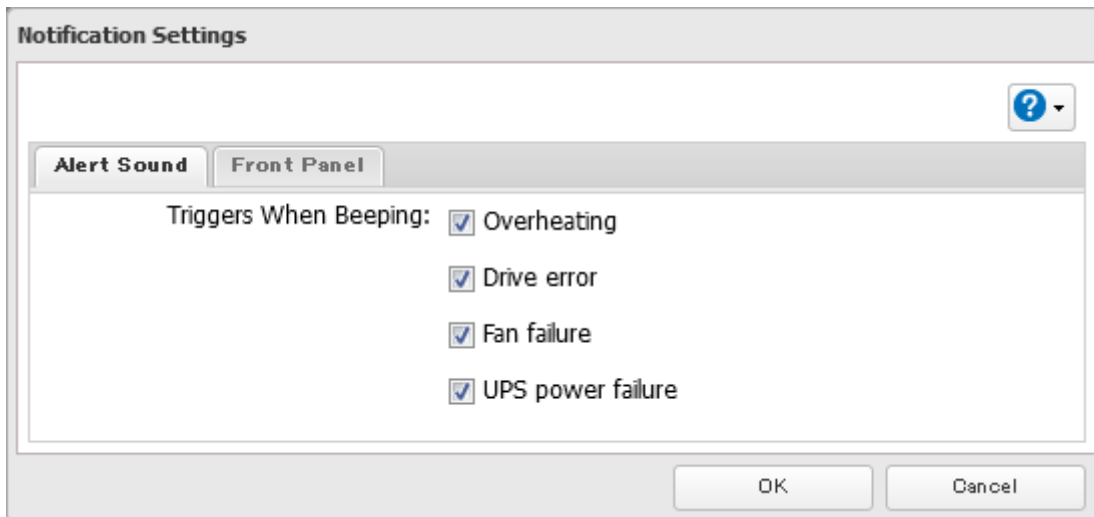 Notification Settings
?
Alert Sound Front Panel
Triggers When Beeping: Overheating
Drive error
Fan failure
UPS power failure
OK Cancel